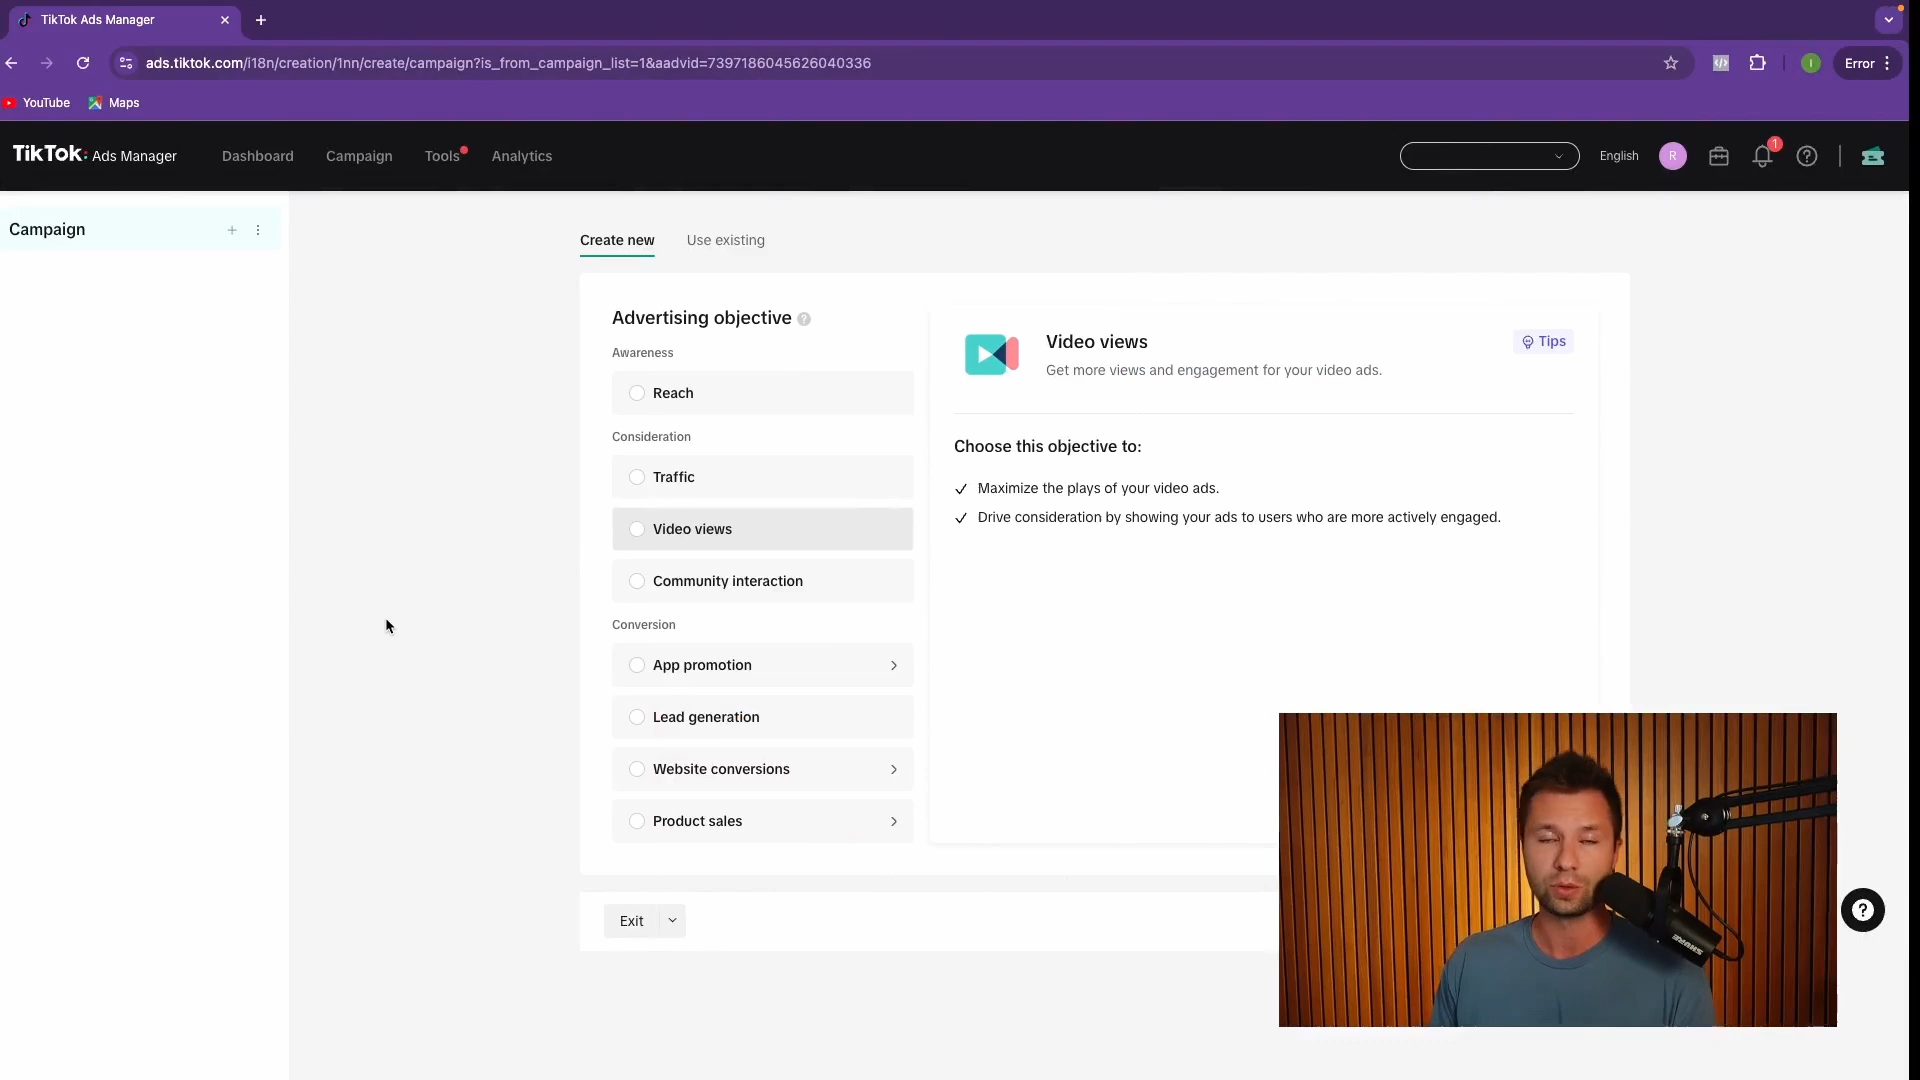 TikTok Ads Manager
ads.tiktok.com/i18n/creation/1nn/create/campaign?is_from_campaign_list=1&aadvid=7397186045626040336
Error
YouTube
Maps
TikTok: Ads Manager
Dashboard
Campaign
Tools
Analytics
English
R
1
Campaign
Create new
Use existing
Advertising objective
Awareness
Reach
Consideration
Traffic
Video views
Community interaction
Conversion
App promotion
Lead generation
Website conversions
Product sales
Video views
Tips
Get more views and engagement for your video ads.
Choose this objective to:
Maximize the plays of your video ads.
Drive consideration by showing your ads to users who are more actively engaged.
Exit
SHURE